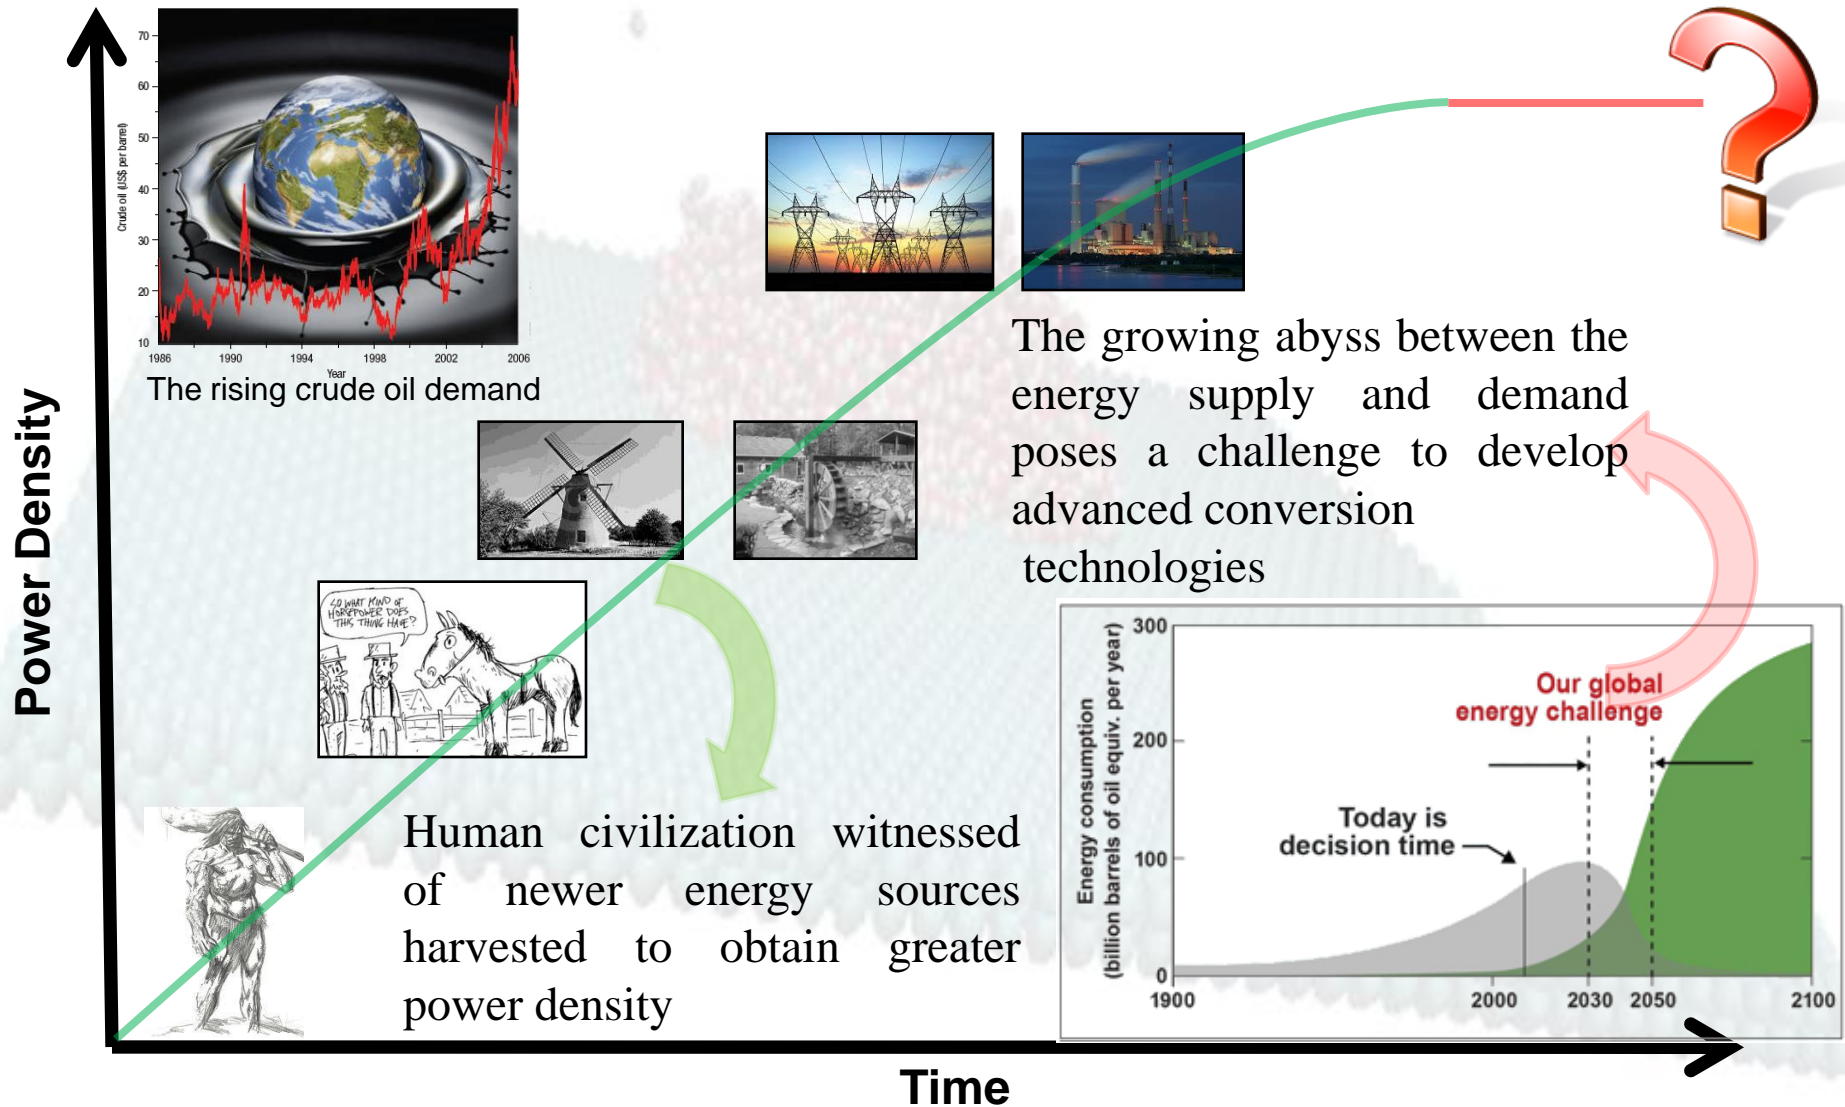 70
60
50
40
30
20
10
Crude oil (US$ per barrel)
1986 1990 1994 1998 2002 2006
Year
The rising crude oil demand
Power Density
SO WHAT KIND OF
HORSEPOWER DOES
THIS THING HAVE?
The growing abyss between the
energy supply and demand
poses a challenge to develop
advanced conversion
technologies
Human civilization witnessed
of newer energy sources
harvested to obtain greater
power density
Energy consumption
(billion barrels of oil equiv. per year)
300
200
100
0
Our global
energy challenge
Today is
decision time
1900 2000 2030 2050 2100
Time